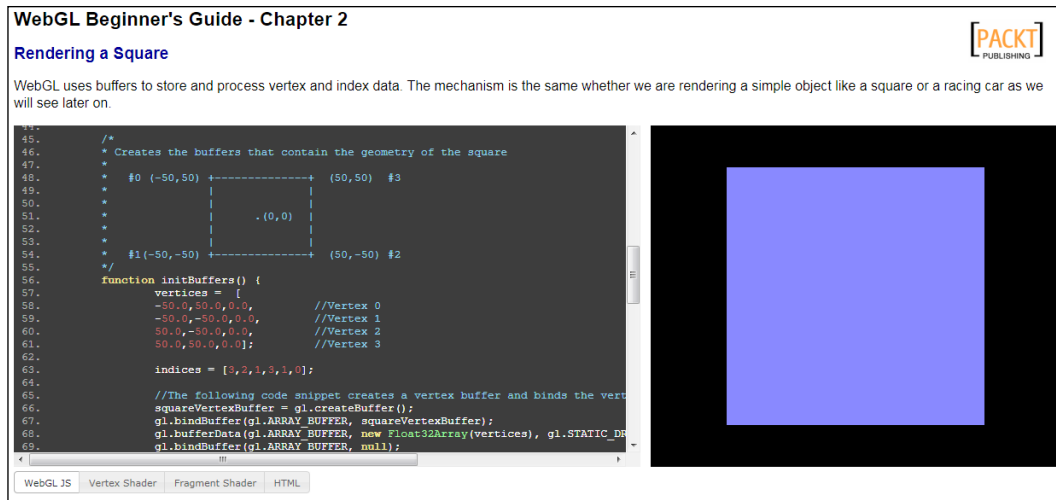 WebGL Beginner's Guide - Chapter 2
[PACKT]
PUBLISHING
Rendering a Square
WebGL uses buffers to store and process vertex and index data. The mechanism is the same whether we are rendering a simple object like a square or a racing car as we
will see later on.
45. /*
46. * Creates the buffers that contain the geometry of the square
47. *
48. * #0 (-50,50) +--------------+ (50,50) #3
49. * | |
50. * | |
51. * | .(0,0) |
52. * | |
53. * | |
54. * #1(-50,-50) +--------------+ (50,-50) #2
55. */
56. function initBuffers() {
57. vertices = [
58. -50.0,50.0,0.0, //Vertex 0
59. -50.0,-50.0,0.0, //Vertex 1
60. 50.0,-50.0,0.0, //Vertex 2
61. 50.0,50.0,0.0]; //Vertex 3
62.
63. indices = [3,2,1,3,1,0];
64.
65. //The following code snippet creates a vertex buffer and binds the vert
66. squareVertexBuffer = gl.createBuffer();
67. gl.bindBuffer(gl.ARRAY_BUFFER, squareVertexBuffer);
68. gl.bufferData(gl.ARRAY_BUFFER, new Float32Array(vertices), gl.STATIC_DR
69. gl.bindBuffer(gl.ARRAY_BUFFER, null);
WebGL JS Vertex Shader Fragment Shader HTML